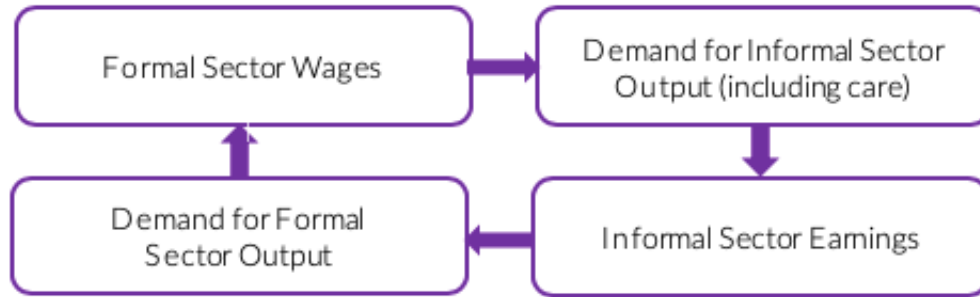 Formal Sector Wages
Demand for Informal Sector
Output (including care)
Demand for Formal
Sector Output
Informal Sector Earnings